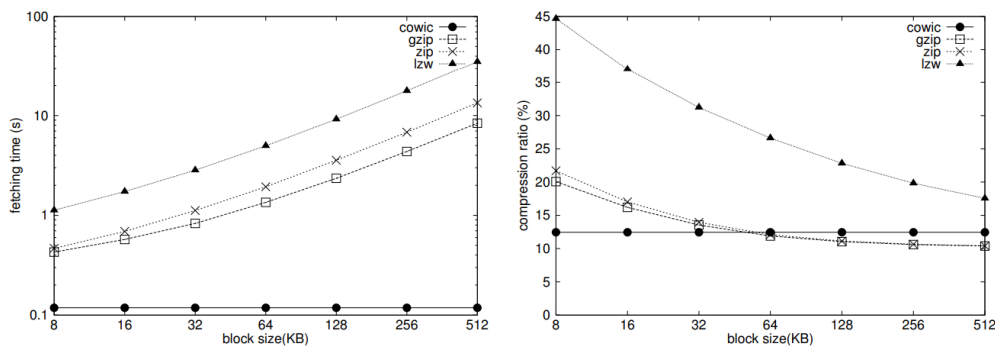 100
10
1
0.1
fetching time (s)
cowic
gzip
zip
lzw
8 16 32 64 128 256 512
block size(KB)
45
40
35
30
25
20
15
10
5
0
compression ratio (%)
cowic
gzip
zip
lzw
8 16 32 64 128 256 512
block size(KB)